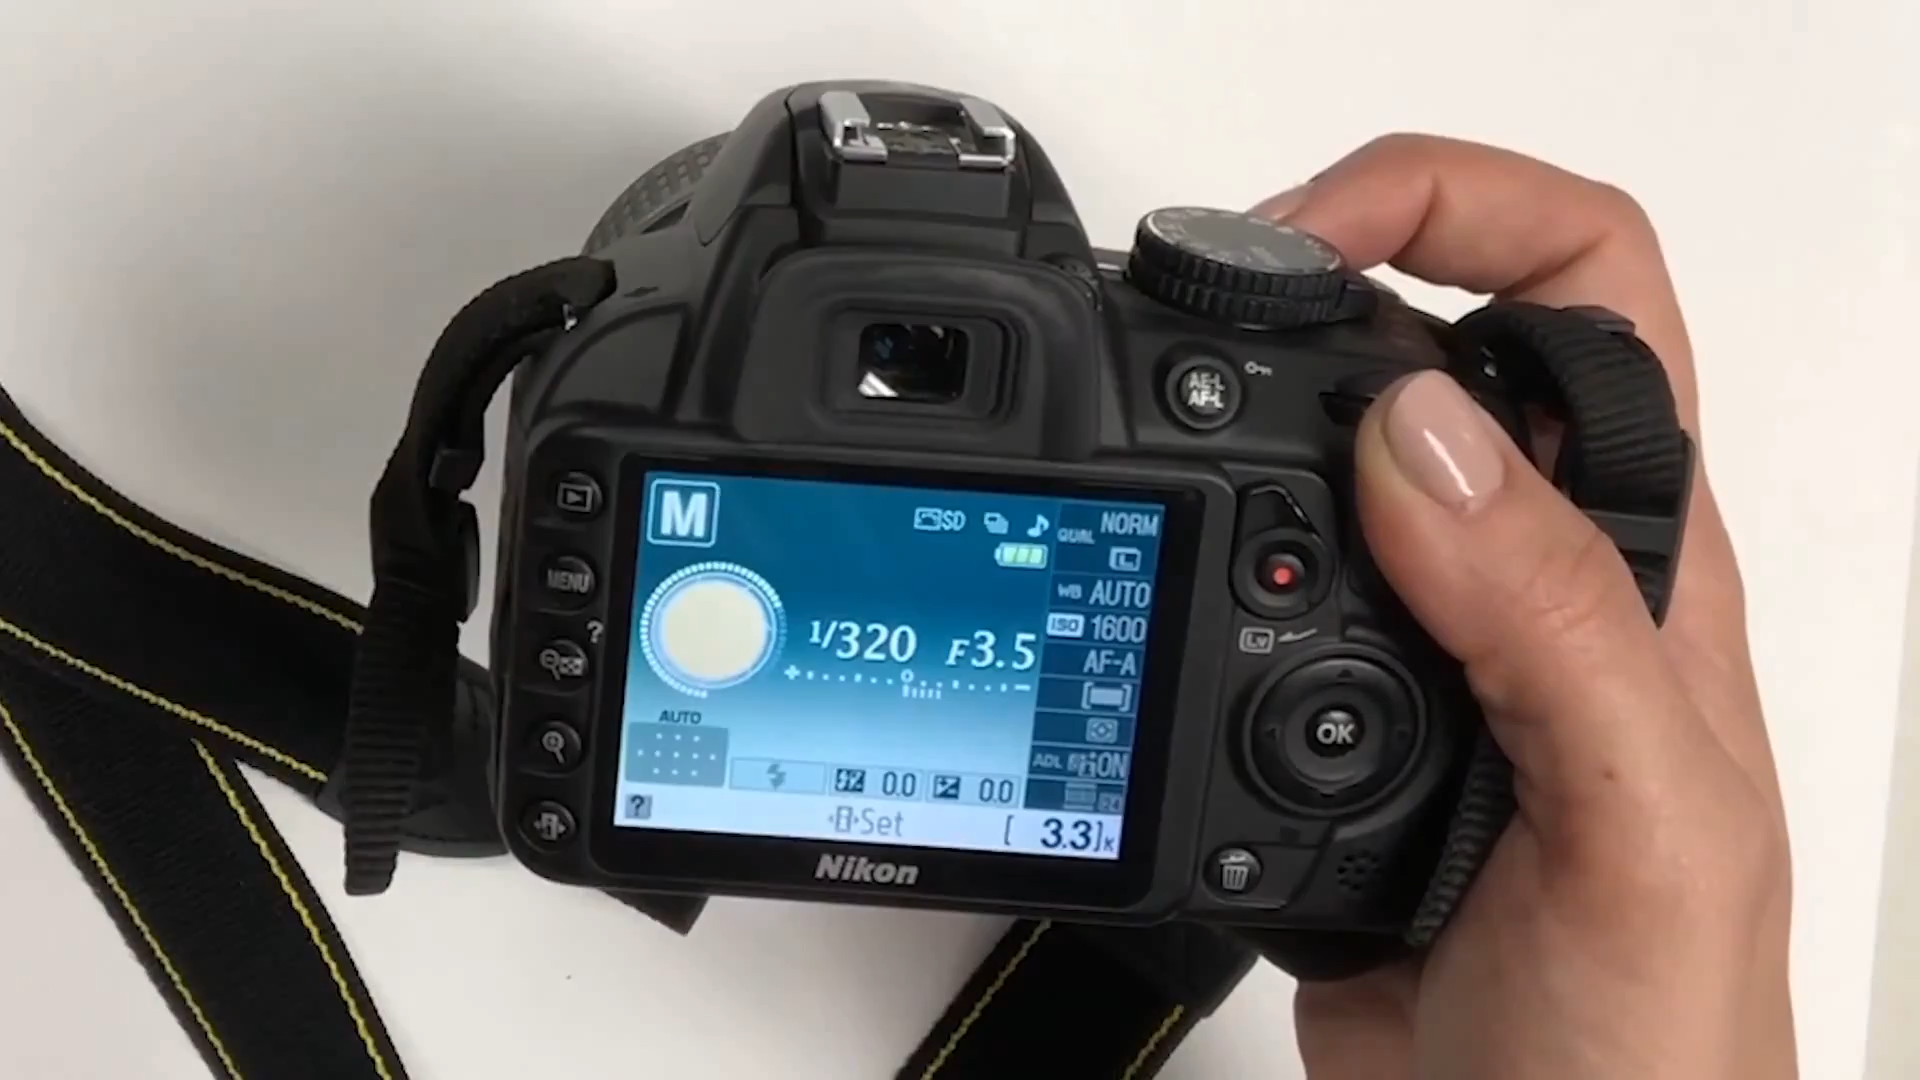 AE-L
AF-L
M
SD
NORM
QUAL
L
MENU
WB AUTO
1/320 F3.5
ISO 1600
?
AF-A
Lv
OK
AUTO
ADL ON
0.0 0.0
?
Set
[ 3.3]K
Nikon